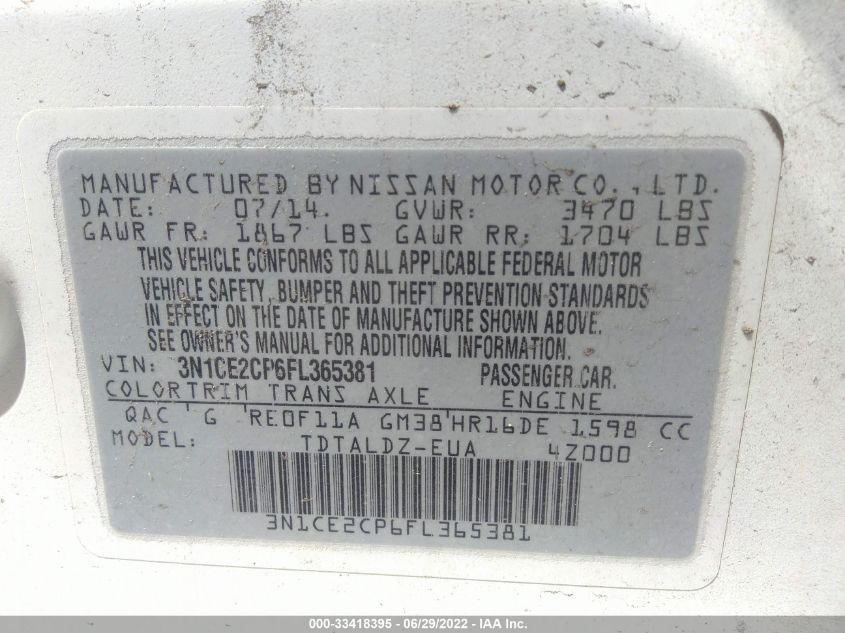 MANUFACTURED BY NISSAN MOTOR CO., LTD.
DATE: 07/14. GVWR: 3470 LBS
GAWR FR: 1867 LBS GAWR RR: 1704 LBS
THIS VEHICLE CONFORMS TO ALL APPLICABLE FEDERAL MOTOR
VEHICLE SAFETY, BUMPER AND THEFT PREVENTION STANDARDS
IN EFFECT ON THE DATE OF MANUFACTURE SHOWN ABOVE.
SEE OWNER'S MANUAL FOR ADDITIONAL INFORMATION.
VIN: 3N1CE2CP6FL365381 PASSENGER CAR.
COLOR TRIM TRANS AXLE ENGINE
QAC G RE0F11A GM38 HR16DE 1598 CC
MODEL: TDTALDZ-EUA 4Z000
3N1CE2CP6FL365381
000-33418395 - 06/29/2022 - IAA Inc.